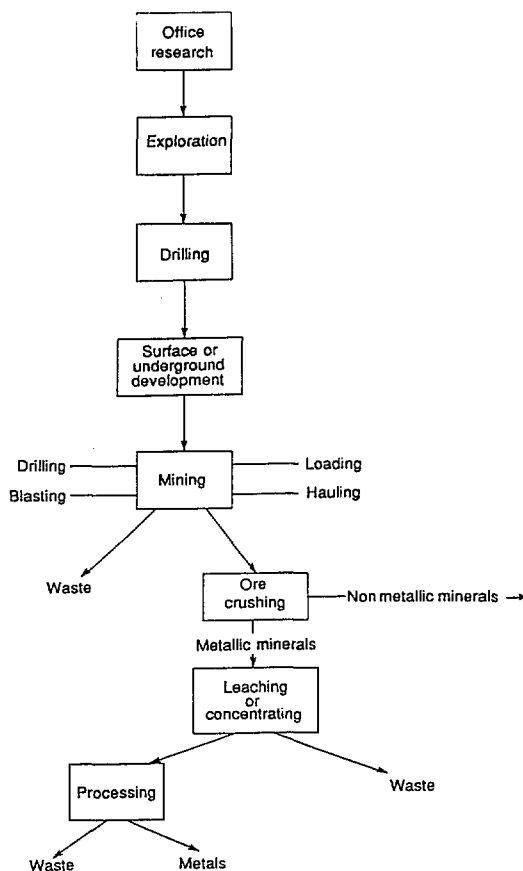 Office
research
Exploration
Drilling
Surface or
underground
development
Drilling
Blasting
Mining
Loading
Hauling
Waste
Ore
crushing
Non metallic minerals
Metallic minerals
Leaching
or
concentrating
Waste
Processing
Waste
Metals